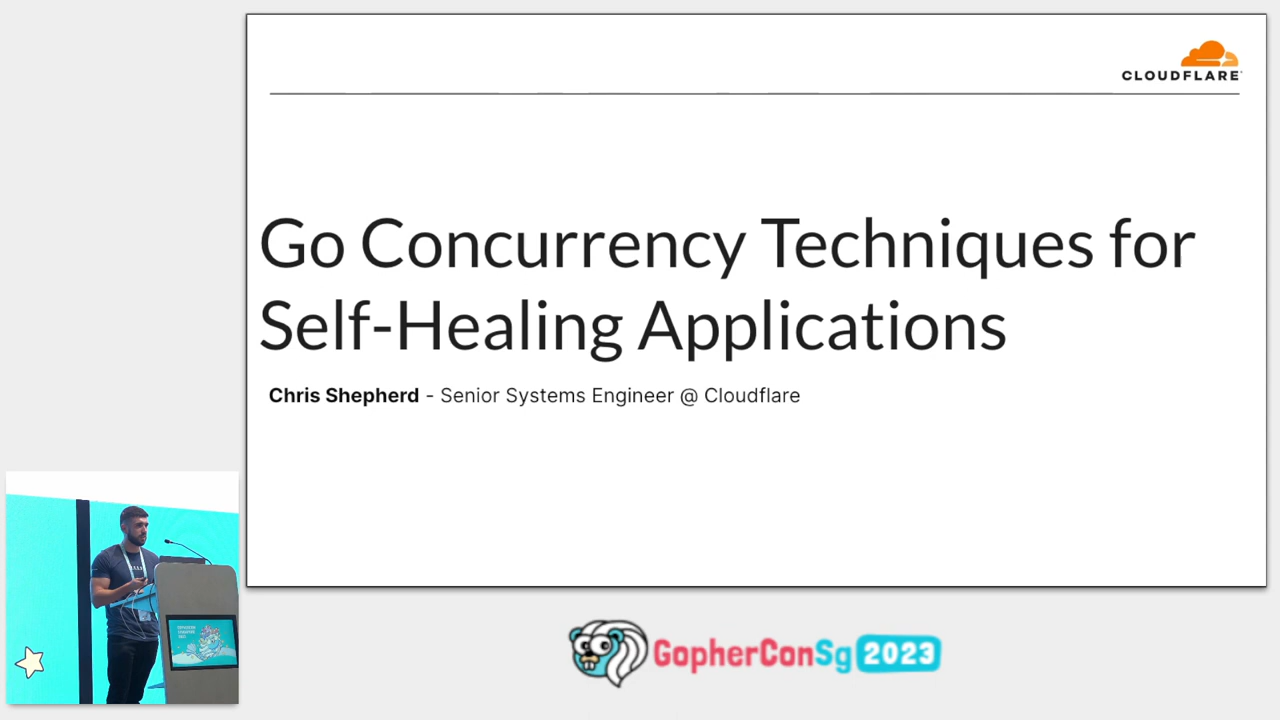 CLOUDFLARE
Go Concurrency Techniques for
Self-Healing Applications
Chris Shepherd - Senior Systems Engineer @ Cloudflare
GopherConSg 2023